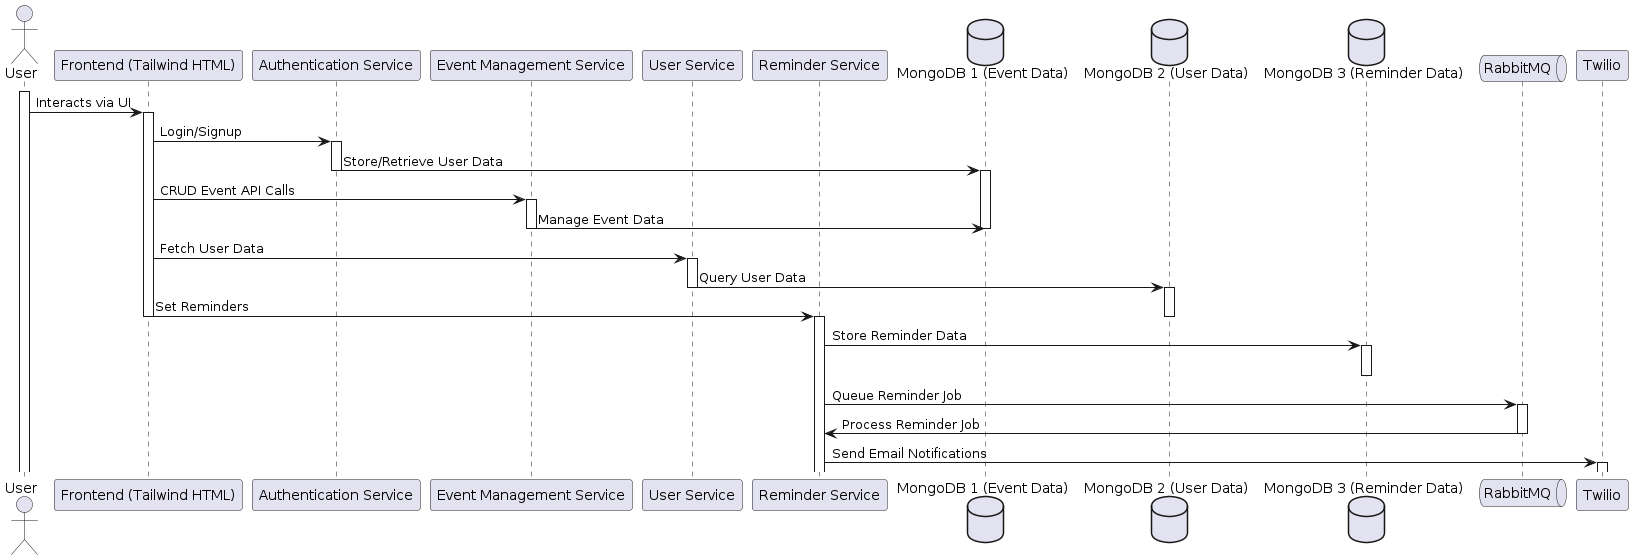 User
Frontend (Tailwind HTML)
Authentication Service
Event Management Service
User Service
Reminder Service
MongoDB 1 (Event Data)
MongoDB 2 (User Data)
MongoDB 3 (Reminder Data)
RabbitMQ
Twilio
Interacts via UI
Login/Signup
Store/Retrieve User Data
CRUD Event API Calls
Manage Event Data
Fetch User Data
Query User Data
Set Reminders
Store Reminder Data
Queue Reminder Job
Process Reminder Job
Send Email Notifications
User
Frontend (Tailwind HTML)
Authentication Service
Event Management Service
User Service
Reminder Service
MongoDB 1 (Event Data)
MongoDB 2 (User Data)
MongoDB 3 (Reminder Data)
RabbitMQ
Twilio